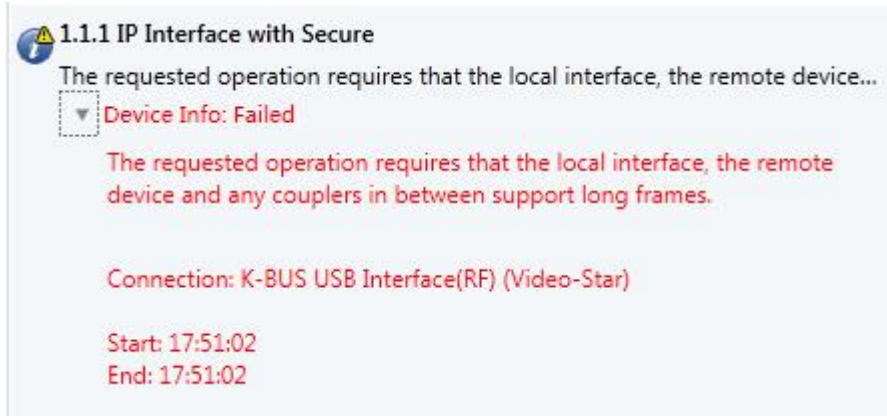 1.1.1 IP Interface with Secure
The requested operation requires that the local interface, the remote device...
Device Info: Failed
The requested operation requires that the local interface, the remote
device and any couplers in between support long frames.
Connection: K-BUS USB Interface(RF) (Video-Star)
Start: 17:51:02
End: 17:51:02